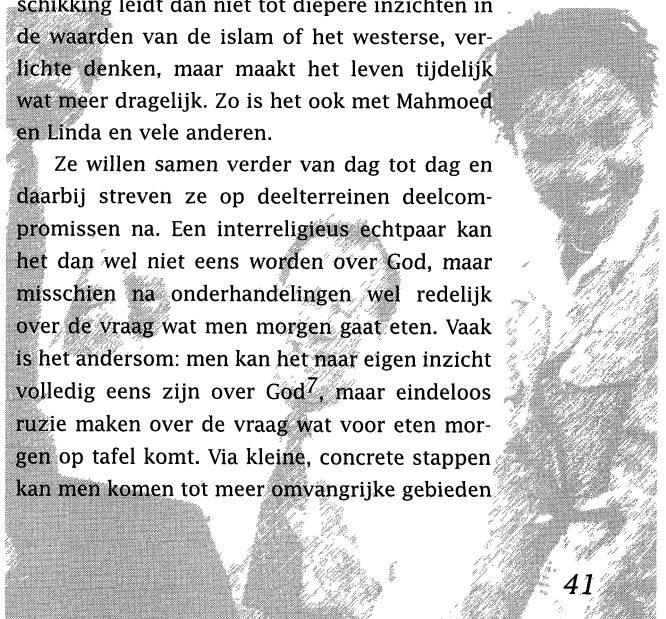 schikking leidt dan niet tot diepere inzichten in
de waarden van de islam of het westerse, ver-
lichte denken, maar maakt het leven tijdelijk
wat meer dragelijk. Zo is het ook met Mahmoed
en Linda en vele anderen.
Ze willen samen verder van dag tot dag en
daarbij streven ze op deelterreinen deelcom-
promissen na. Een interreligieus echtpaar kan
het dan wel niet eens worden over God, maar
misschien na onderhandelingen wel redelijk
over de vraag wat men morgen gaat eten. Vaak
is het andersom: men kan het naar eigen inzicht
volledig eens zijn over God7, maar eindeloos
ruzie maken over de vraag wat voor eten mor-
gen op tafel komt. Via kleine, concrete stappen
kan men komen tot meer omvangrijke gebieden
41